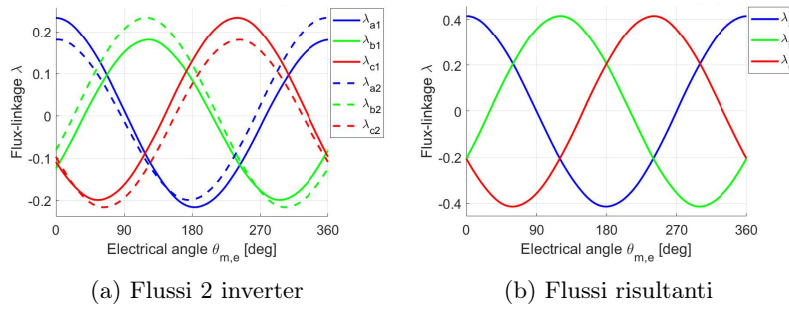 Flux-linkage λ
0.2
0.1
0
-0.1
-0.2
0 90 180 270 360
Electrical angle θm,e [deg]
λa1
λb1
λc1
λa2
λb2
λc2
(a) Flussi 2 inverter
Flux-linkage λ
0.4
0.2
0
-0.2
-0.4
0 90 180 270 360
Electrical angle θm,e [deg]
λ
λ
λ
(b) Flussi risultanti